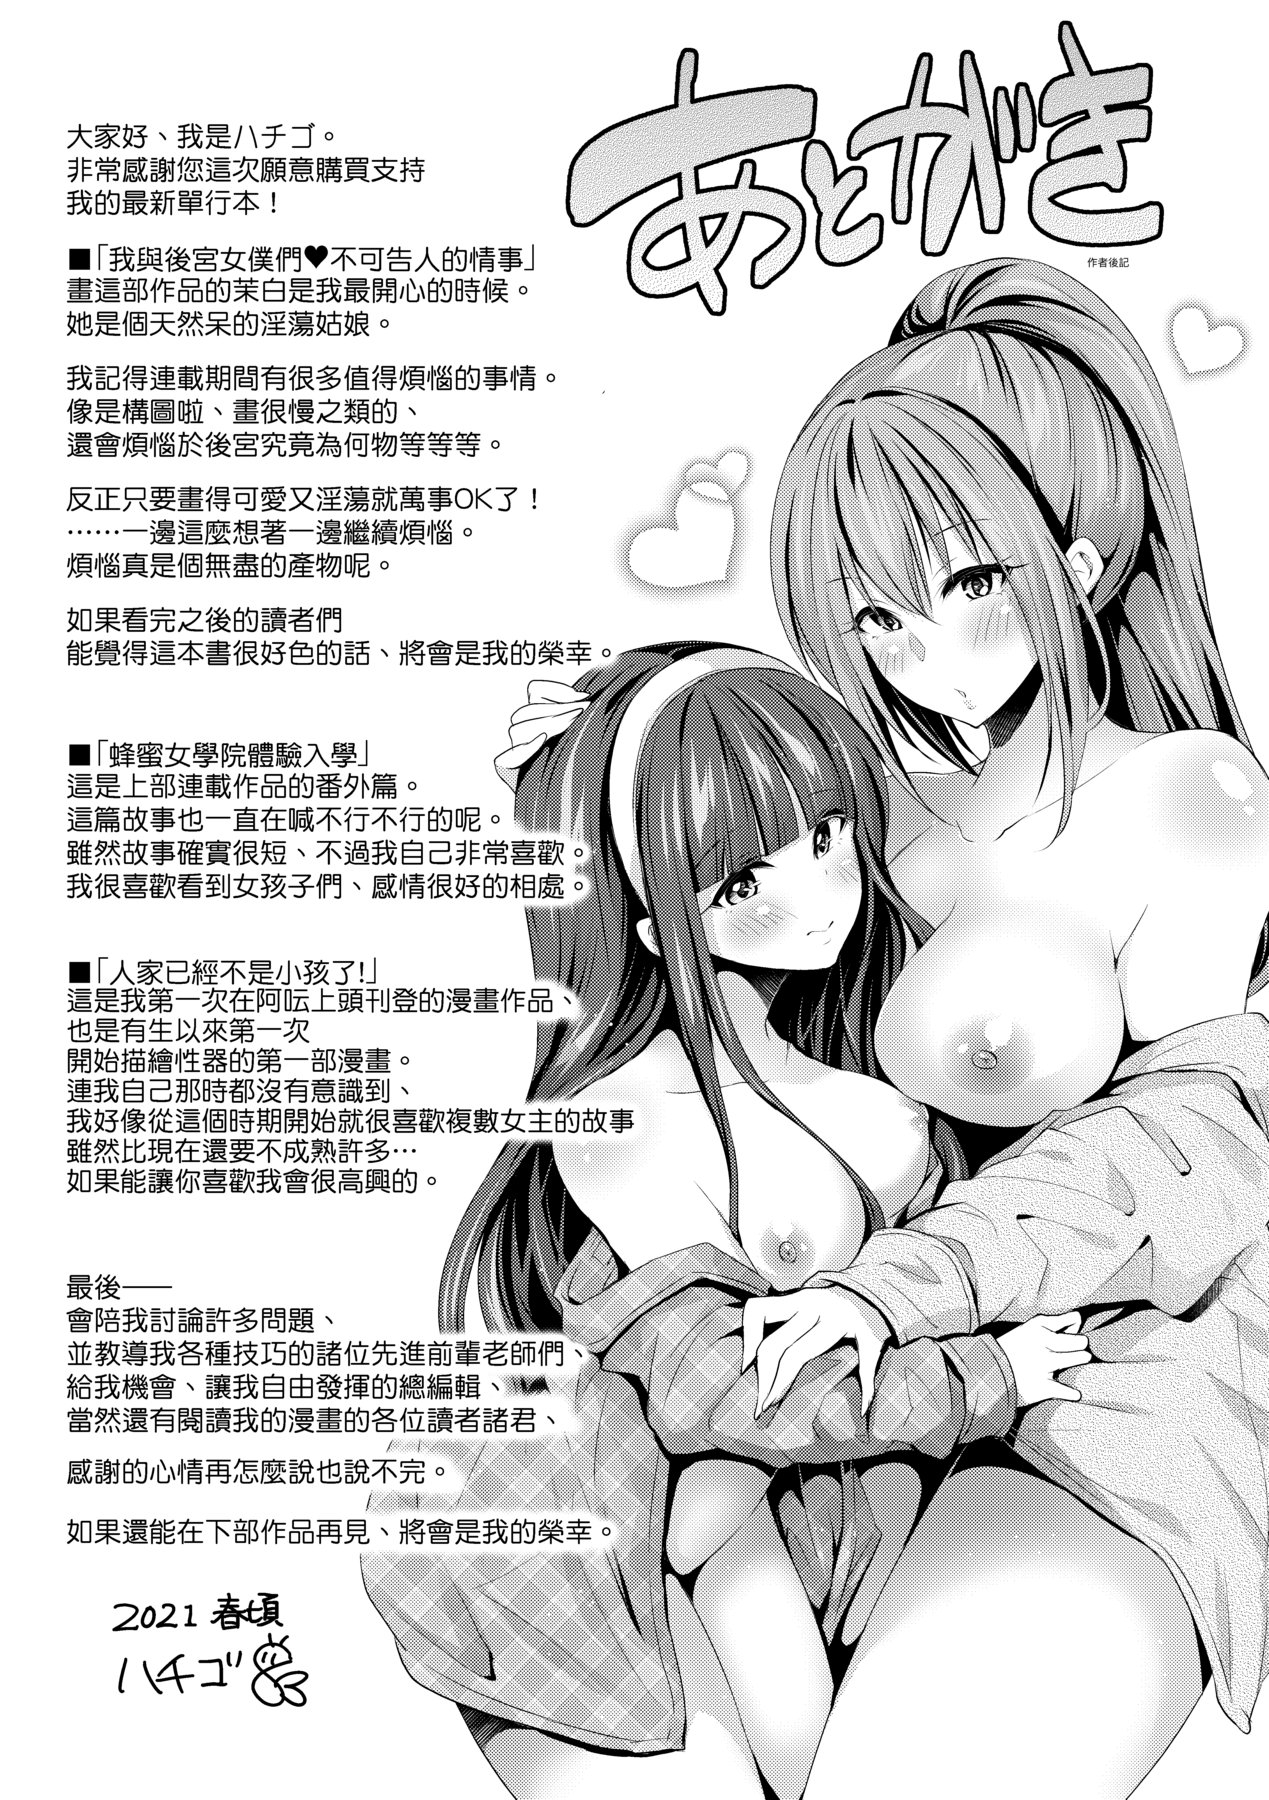 あとがき
作者後記
大家好、我是ハチゴ。
非常感謝您這次願意購買支持
我的最新單行本！
■「我與後宮女僕們♥不可告人的情事」
畫這部作品的茉白是我最開心的時候。
她是個天然呆的淫蕩姑娘。
我記得連載期間有很多值得煩惱的事情。
像是構圖啦、畫很慢之類的、
還會煩惱於後宮究竟為何物等等等。
反正只要畫得可愛又淫蕩就萬事OK了！
……一邊這麼想著一邊繼續煩惱。
煩惱真是個無盡的產物呢。
如果看完之後的讀者們
能覺得這本書很好色的話、將會是我的榮幸。
■「蜂蜜女學院體驗入學」
這是上部連載作品的番外篇。
這篇故事也一直在喊不行不行的呢。
雖然故事確實很短、不過我自己非常喜歡。
我很喜歡看到女孩子們、感情很好的相處。
■「人家已經不是小孩了!」
這是我第一次在阿吽上頭刊登的漫畫作品、
也是有生以來第一次
開始描繪性器的第一部漫畫。
連我自己那時都沒有意識到、
我好像從這個時期開始就很喜歡複數女主的故事
雖然比現在還要不成熟許多…
如果能讓你喜歡我會很高興的。
最後──
會陪我討論許多問題、
並教導我各種技巧的諸位先進前輩老師們、
給我機會、讓我自由發揮的總編輯、
當然還有閱讀我的漫畫的各位讀者諸君、
感謝的心情再怎麼說也說不完。
如果還能在下部作品再見、將會是我的榮幸。
2021 春頃
ハチゴ